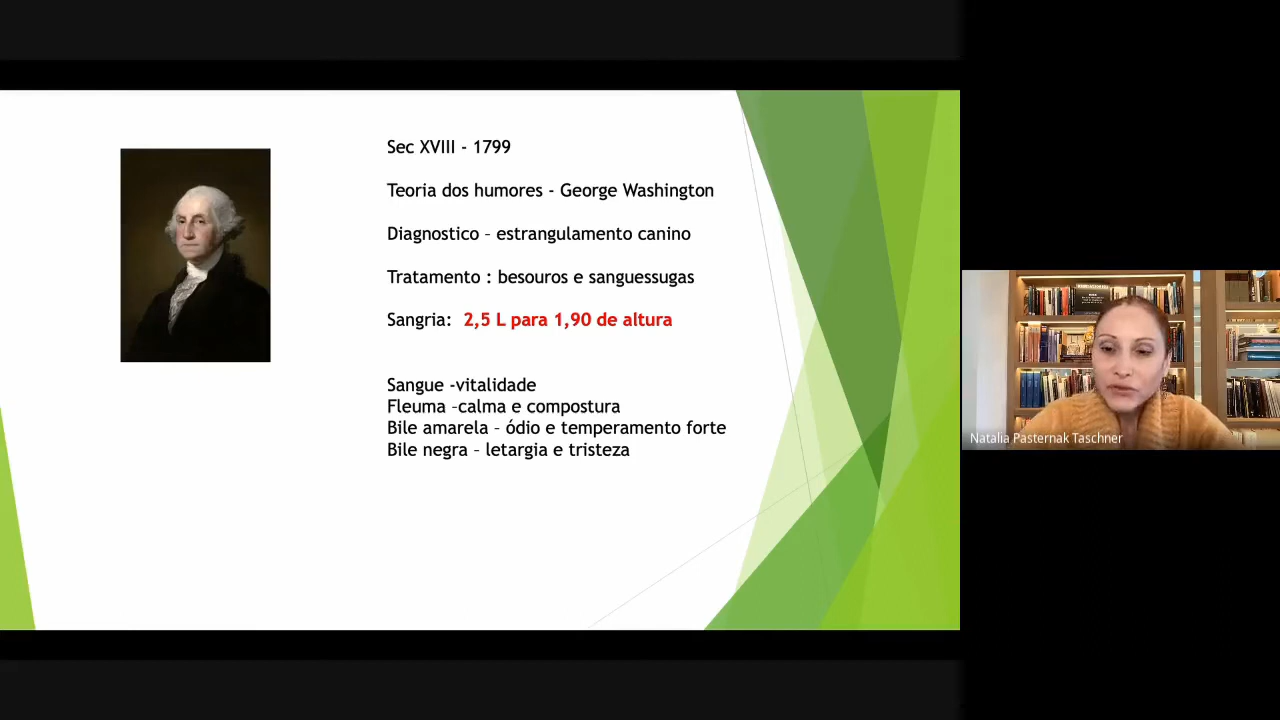 Sec XVIII - 1799
Teoria dos humores - George Washington
Diagnostico – estrangulamento canino
Tratamento : besouros e sanguessugas
Sangria: 2,5 L para 1,90 de altura
Sangue -vitalidade
Fleuma –calma e compostura
Bile amarela – ódio e temperamento forte
Bile negra – letargia e tristeza
Natalia Pasternak Taschner